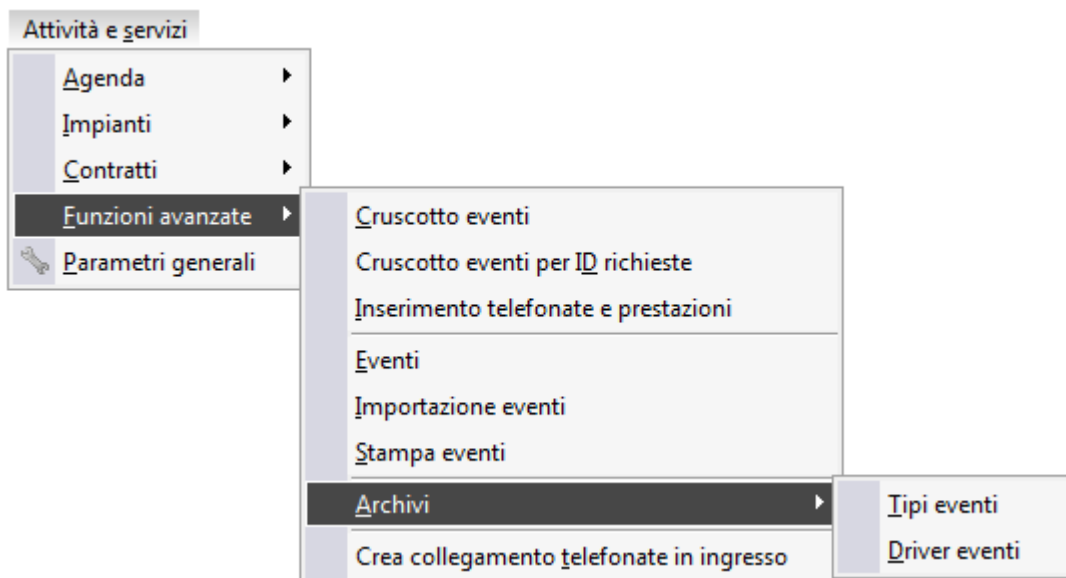 Attività e servizi
Agenda
Impianti
Contratti
Funzioni avanzate
Parametri generali
Cruscotto eventi
Cruscotto eventi per ID richieste
Inserimento telefonate e prestazioni
Eventi
Importazione eventi
Stampa eventi
Archivi
Crea collegamento telefonate in ingresso
Tipi eventi
Driver eventi